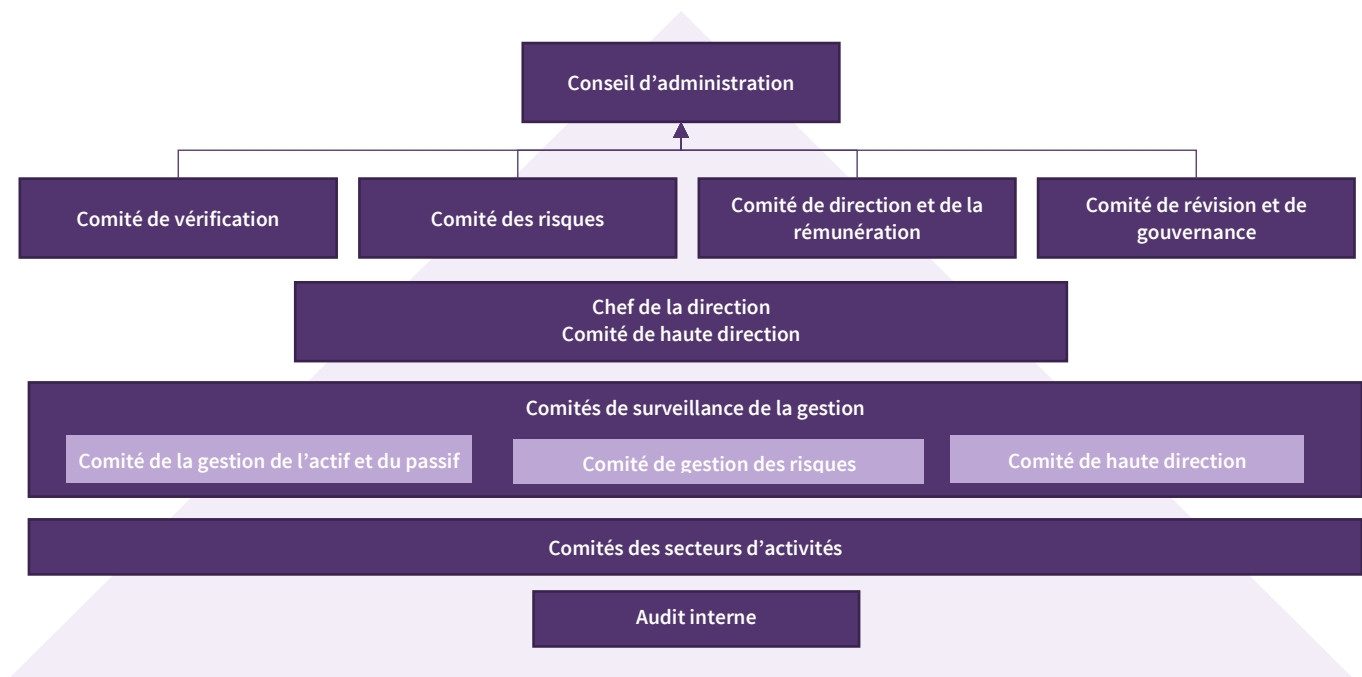 Conseil d’administration
Comité de vérification
Comité des risques
Comité de direction et de la
rémunération
Comité de révision et de
gouvernance
Chef de la direction
Comité de haute direction
Comités de surveillance de la gestion
Comité de la gestion de l’actif et du passif
Comité de gestion des risques
Comité de haute direction
Comités des secteurs d’activités
Audit interne